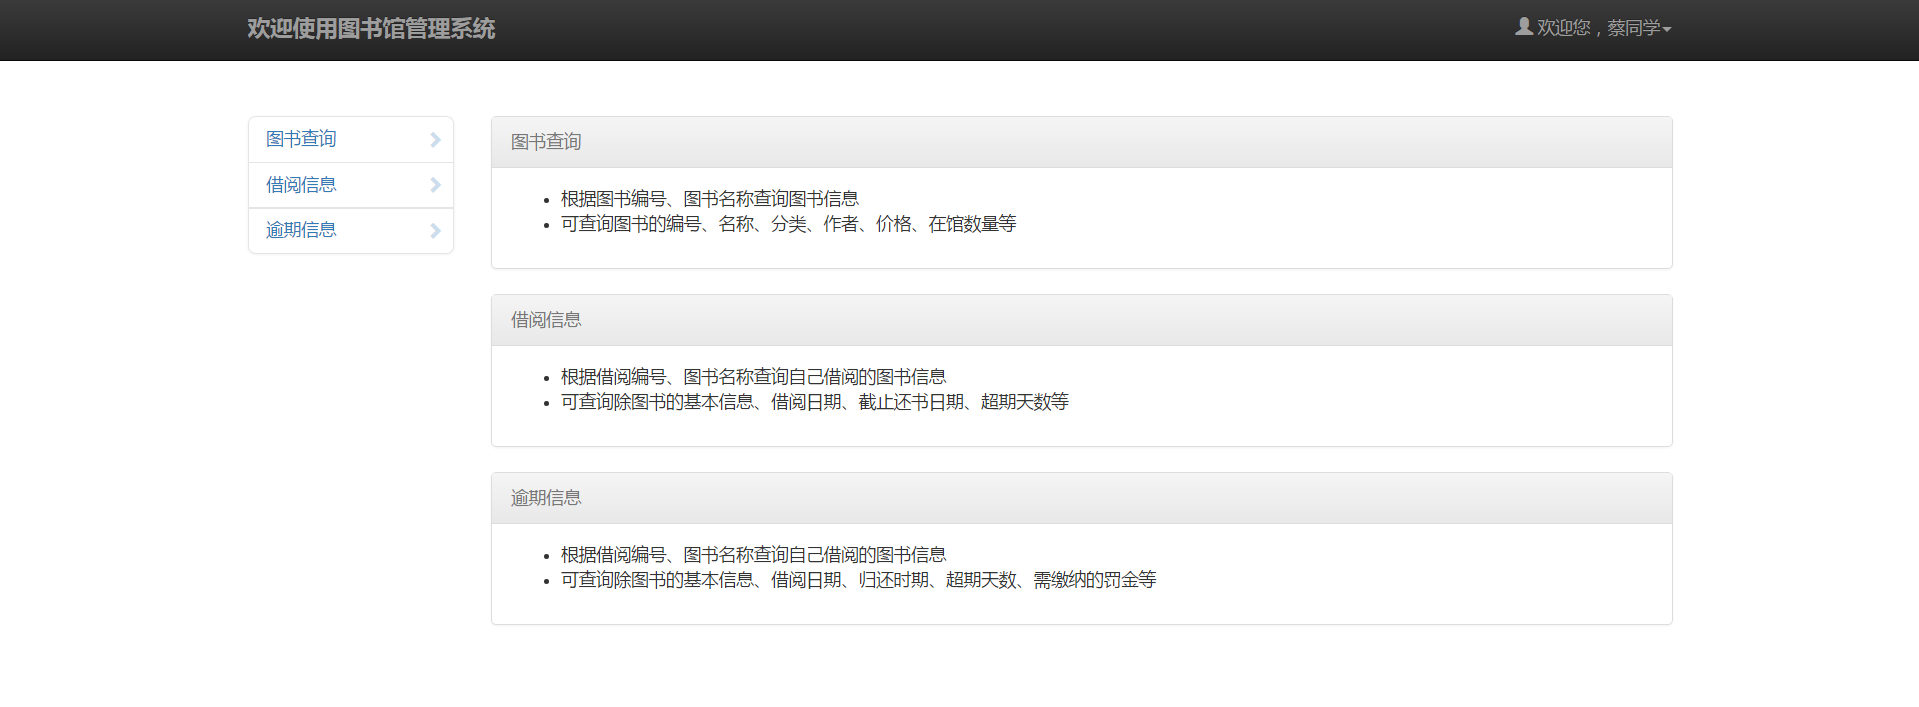 欢迎使用图书馆管理系统
欢迎您，蔡同学
图书查询
借阅信息
逾期信息
图书查询
根据图书编号、图书名称查询图书信息
可查询图书的编号、名称、分类、作者、价格、在馆数量等
借阅信息
根据借阅编号、图书名称查询自己借阅的图书信息
可查询除图书的基本信息、借阅日期、截止还书日期、超期天数等
逾期信息
根据借阅编号、图书名称查询自己借阅的图书信息
可查询除图书的基本信息、借阅日期、归还时期、超期天数、需缴纳的罚金等